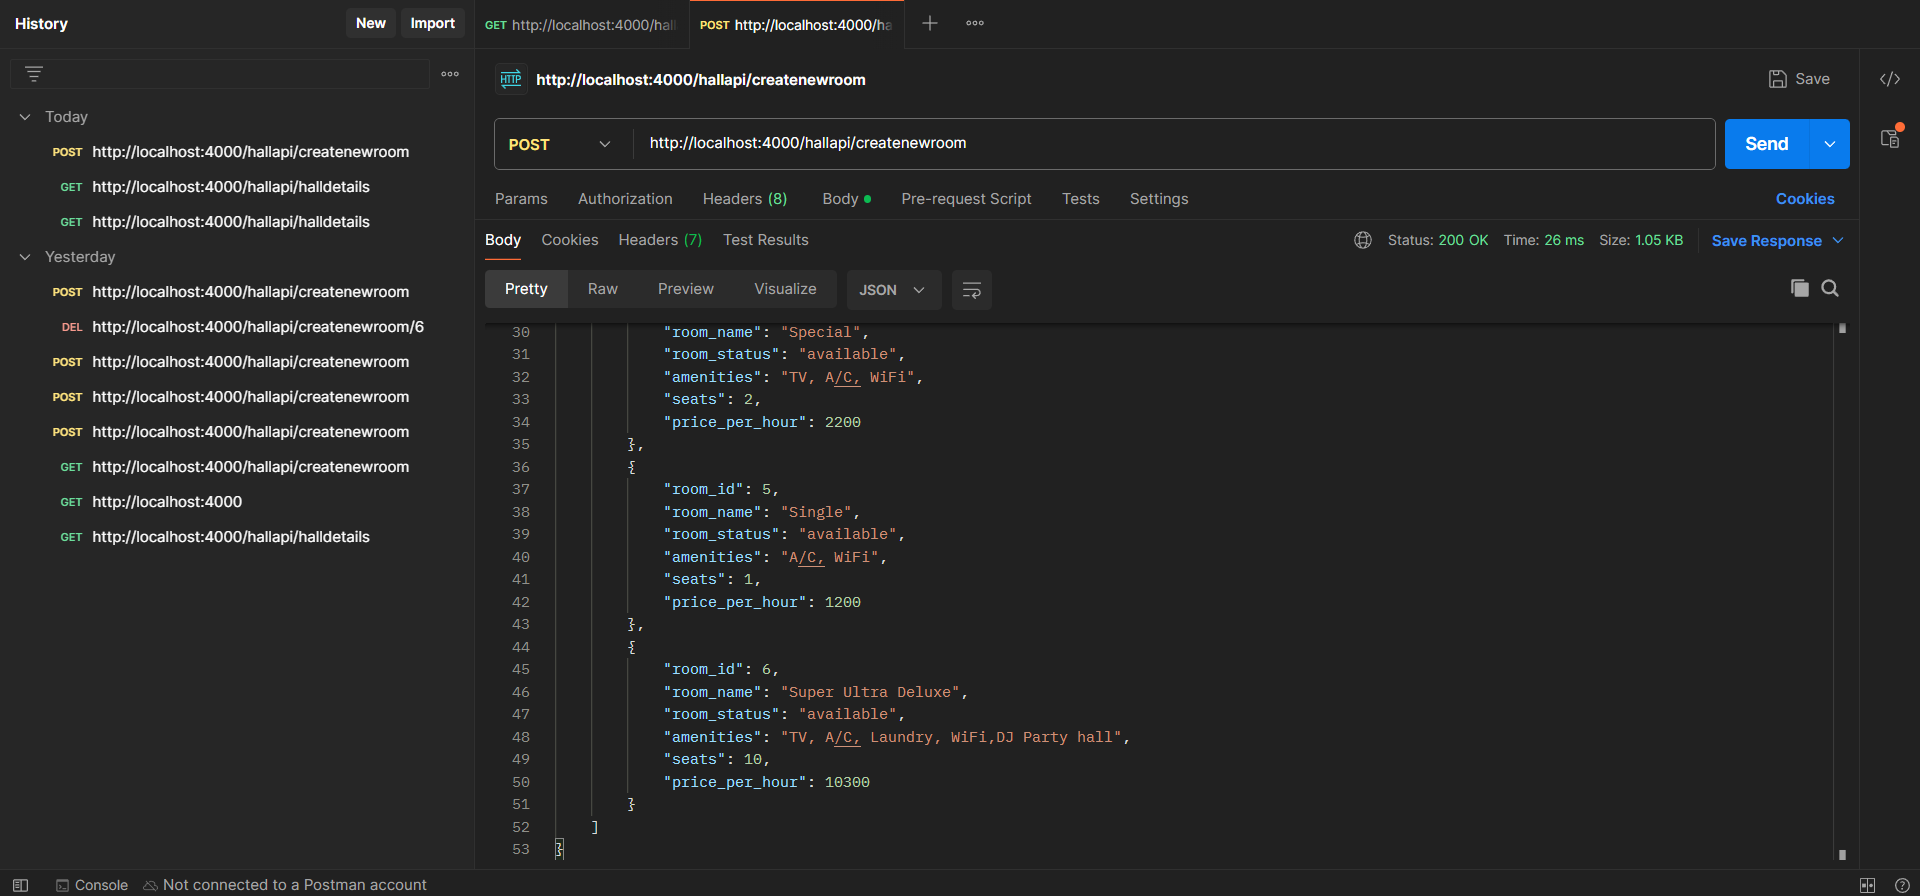 History
New
Import
GET http://localhost:4000/hall
POST http://localhost:4000/ha
HTTP http://localhost:4000/hallapi/createnewroom
Save
Today
POST http://localhost:4000/hallapi/createnewroom
GET http://localhost:4000/hallapi/halldetails
GET http://localhost:4000/hallapi/halldetails
Yesterday
POST http://localhost:4000/hallapi/createnewroom
DEL http://localhost:4000/hallapi/createnewroom/6
POST http://localhost:4000/hallapi/createnewroom
POST http://localhost:4000/hallapi/createnewroom
POST http://localhost:4000/hallapi/createnewroom
GET http://localhost:4000/hallapi/createnewroom
GET http://localhost:4000
GET http://localhost:4000/hallapi/halldetails
POST http://localhost:4000/hallapi/createnewroom Send
Params Authorization Headers (8) Body Pre-request Script Tests Settings Cookies
Body Cookies Headers (7) Test Results Status: 200 OK Time: 26 ms Size: 1.05 KB Save Response
Pretty Raw Preview Visualize JSON
30 "room_name": "Special",
31 "room_status": "available",
32 "amenities": "TV, A/C, WiFi",
33 "seats": 2,
34 "price_per_hour": 2200
35 },
36 {
37 "room_id": 5,
38 "room_name": "Single",
39 "room_status": "available",
40 "amenities": "A/C, WiFi",
41 "seats": 1,
42 "price_per_hour": 1200
43 },
44 {
45 "room_id": 6,
46 "room_name": "Super Ultra Deluxe",
47 "room_status": "available",
48 "amenities": "TV, A/C, Laundry, WiFi,DJ Party hall",
49 "seats": 10,
50 "price_per_hour": 10300
51 }
52 ]
53 }
Console Not connected to a Postman account